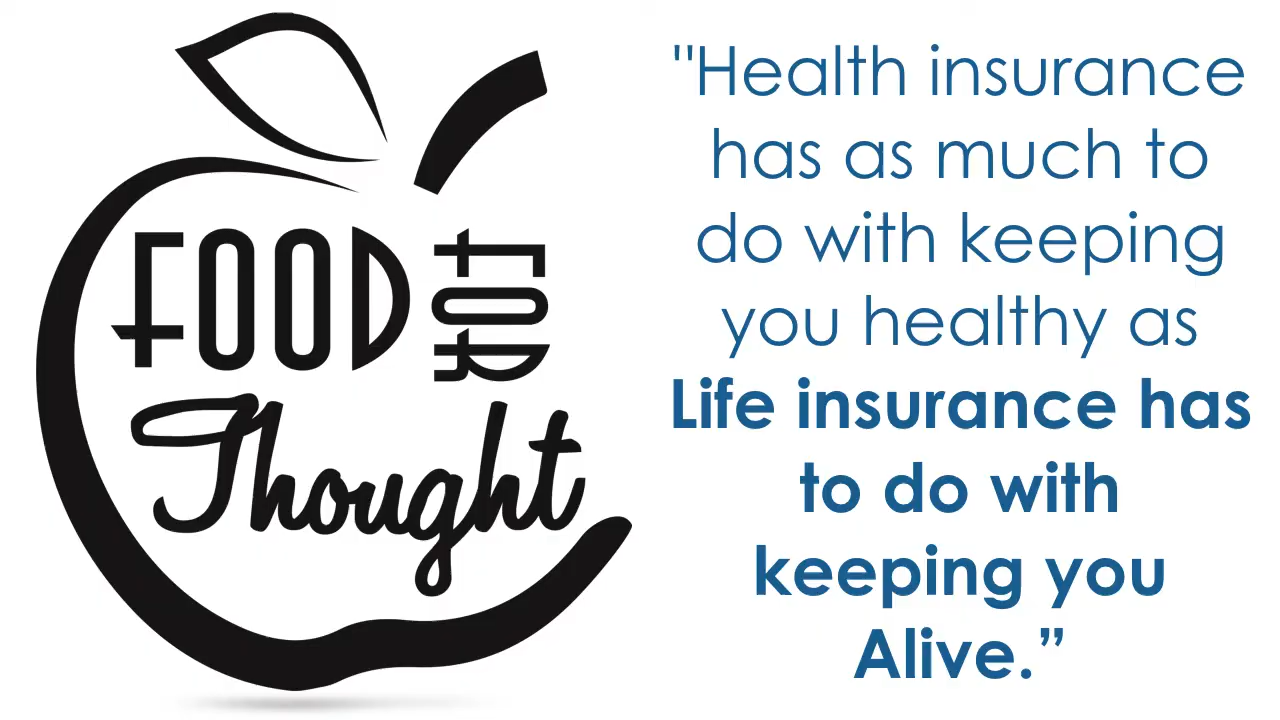 FOOD FOR
Thought
"Health insurance
has as much to
do with keeping
you healthy as
Life insurance has
to do with
keeping you
Alive.”